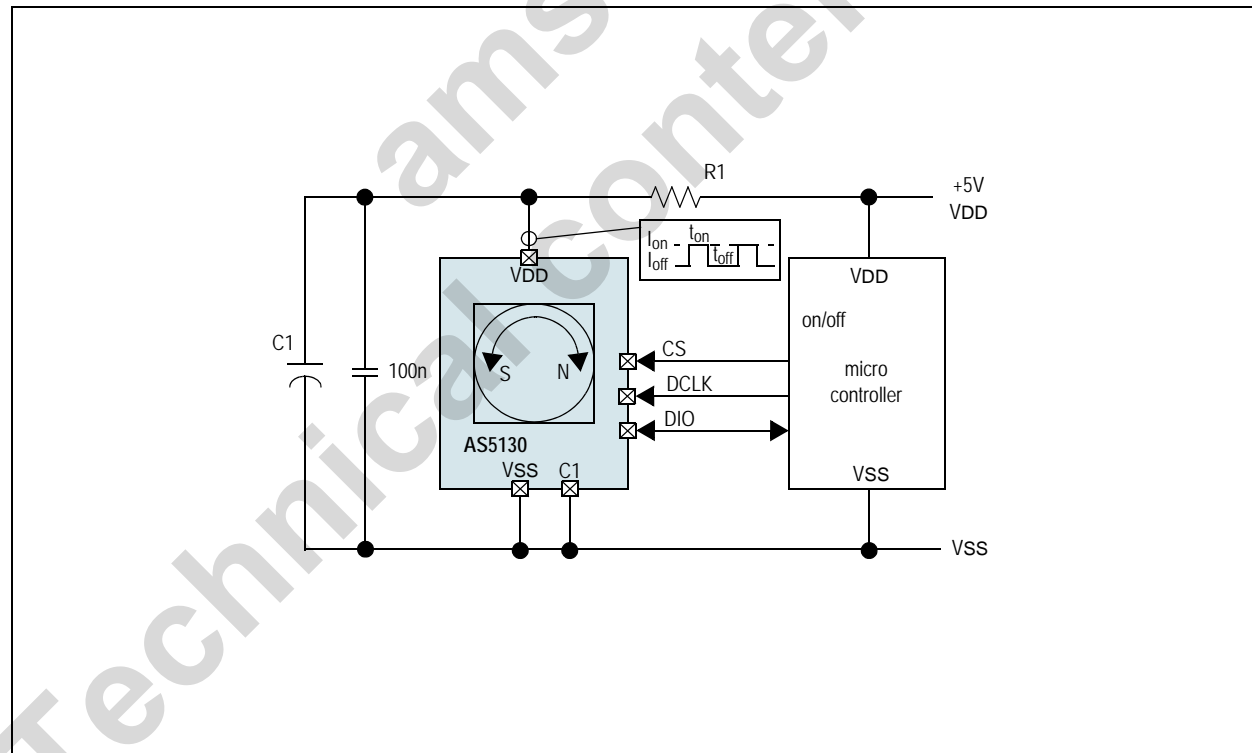 ams
Technical conte
R1
+5V
VDD
Ion
ton
Ioff
toff
VDD
VDD
on/off
C1
100n
S
N
CS
DCLK
DIO
micro
controller
AS5130
VSS
C1
VSS
VSS